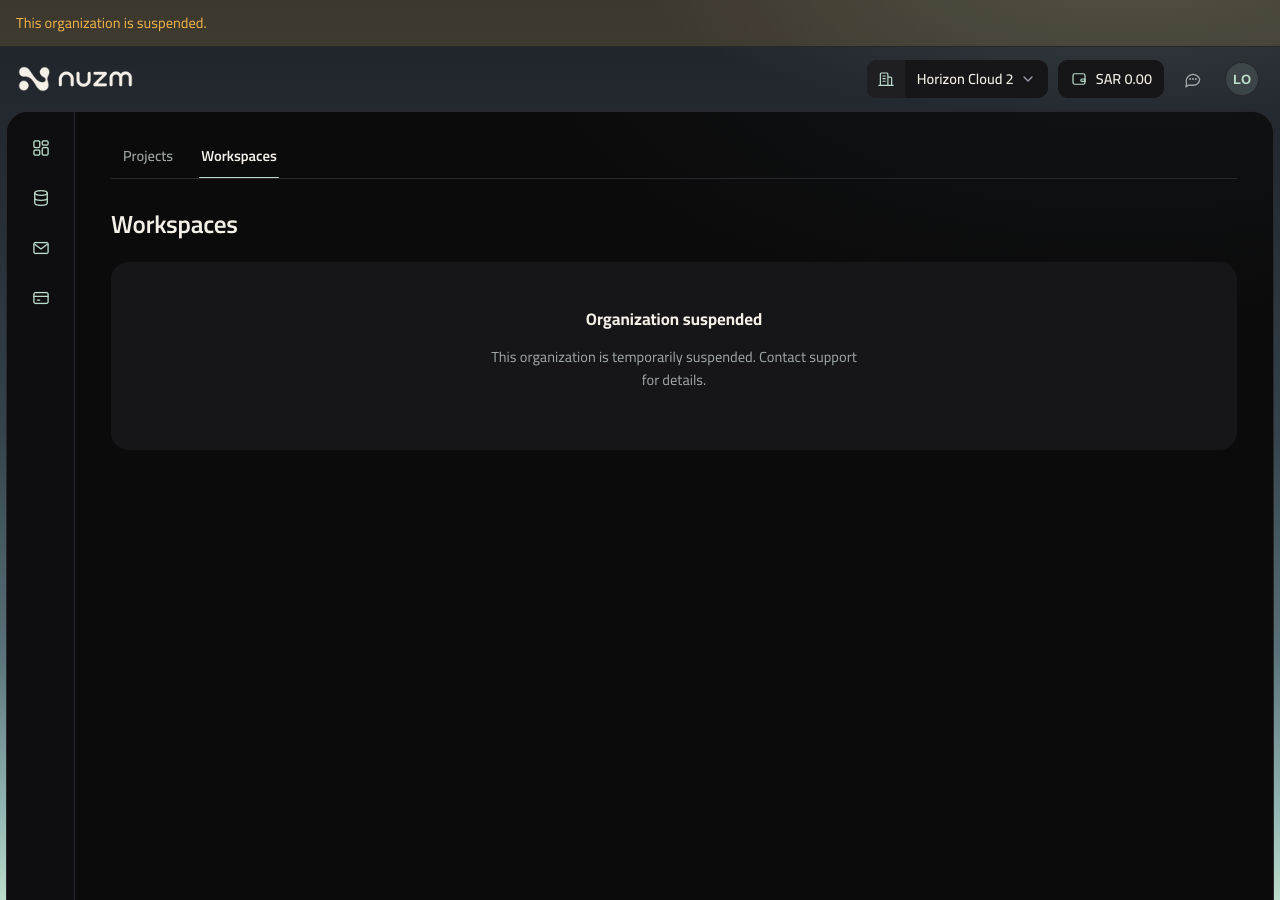 This organization is suspended.
nuzm
Horizon Cloud 2
SAR 0.00
LO
Projects
Workspaces
Workspaces
Organization suspended
This organization is temporarily suspended. Contact support
for details.